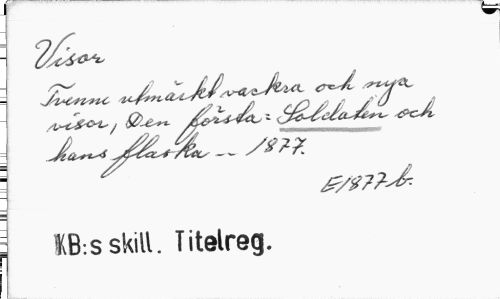 Visor
Tvenne utmärkt vackra och nya
visor, Den första: Soldaten och
hans flaska -- 1877.
E1877 b.
KB:s skill. Titelreg.